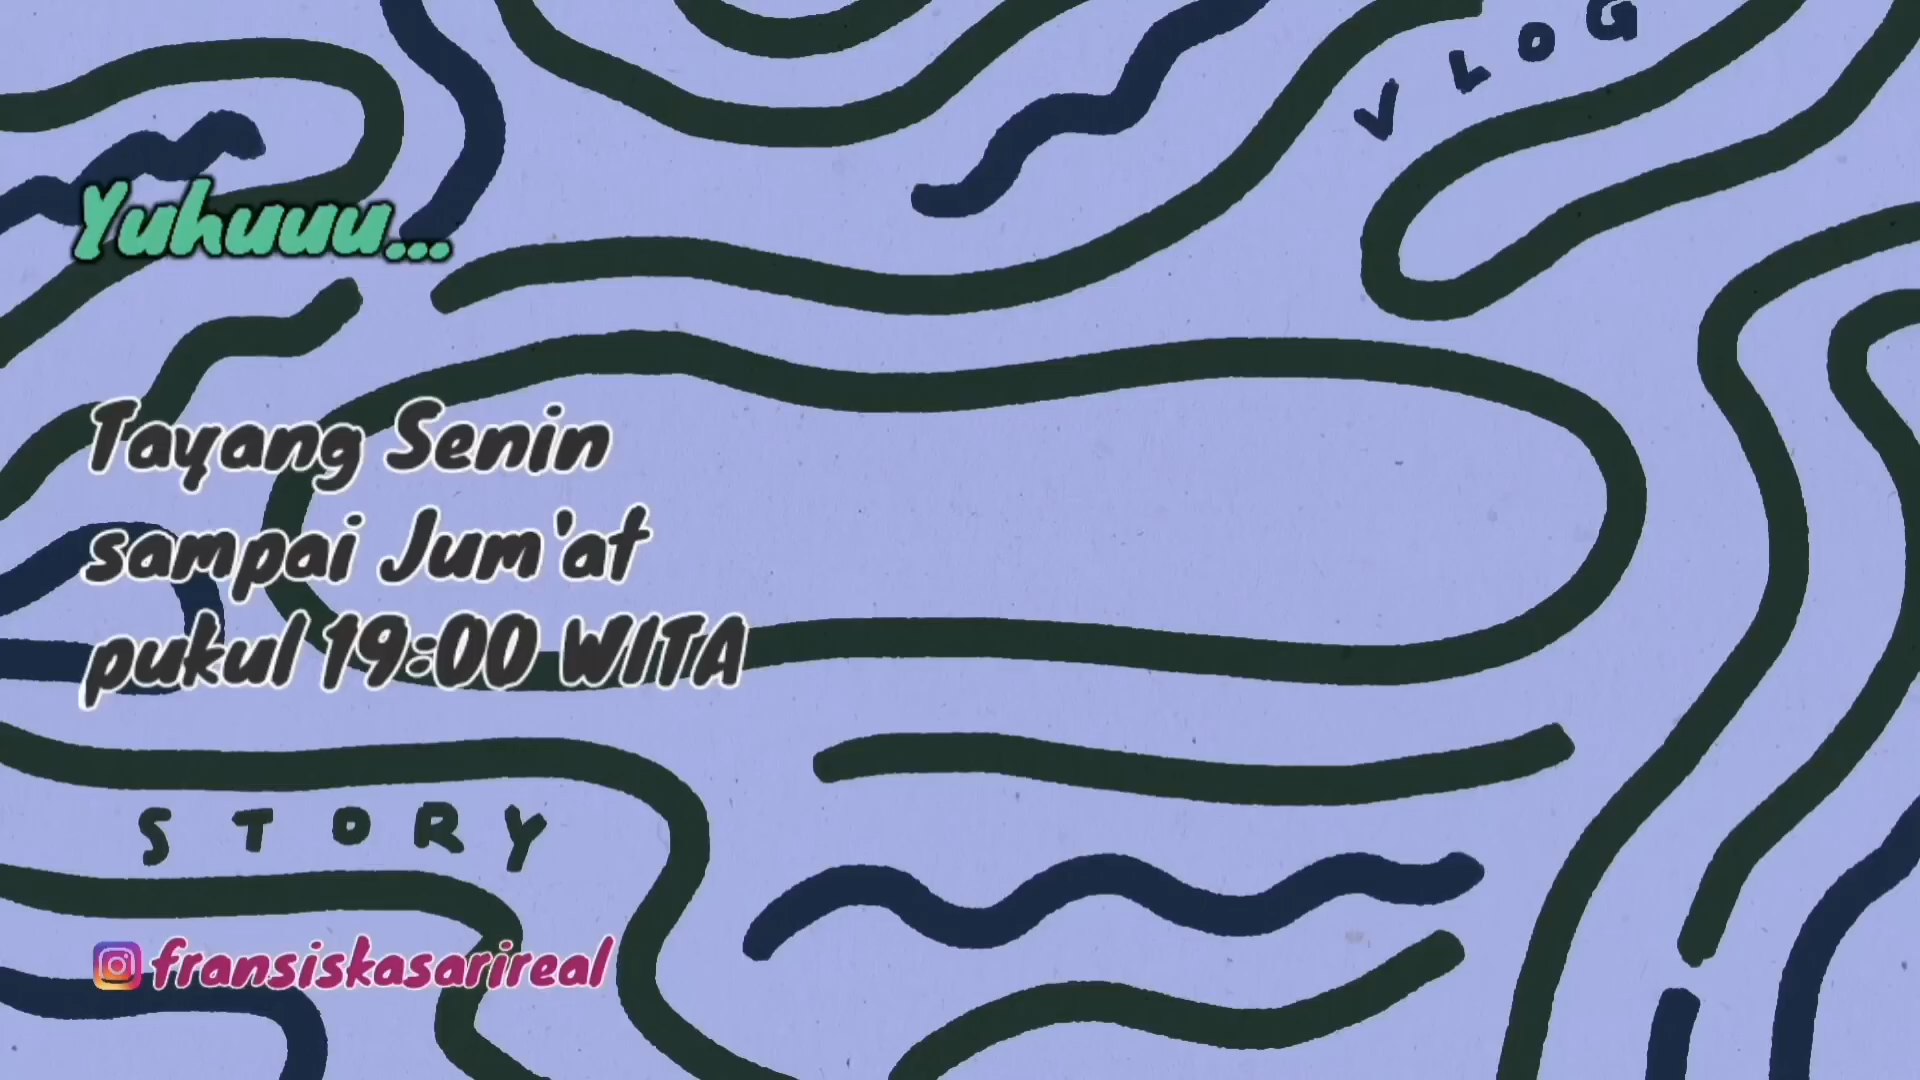 VLOG
Yuhuuu...
Tayang Senin
sampai Jum'at
pukul 19:00 WITA
STORY
fransiskasarireal